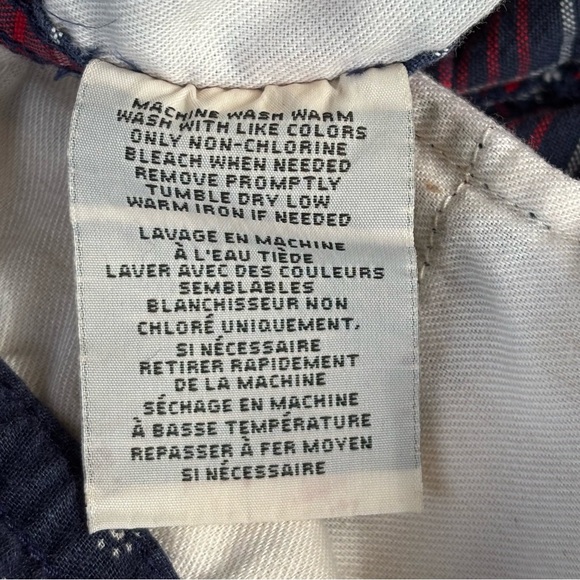 MACHINE WASH WARM
WASH WITH LIKE COLORS
ONLY NON-CHLORINE
BLEACH WHEN NEEDED
REMOVE PROMPTLY
TUMBLE DRY LOW
WARM IRON IF NEEDED
LAVAGE EN MACHINE
À L'EAU TIÈDE
LAVER AVEC DES COULEURS
SEMBLABLES
BLANCHISSEUR NON
CHLORÉ UNIQUEMENT,
SI NÉCESSAIRE
RETIRER RAPIDEMENT
DE LA MACHINE
SÉCHAGE EN MACHINE
À BASSE TEMPÉRATURE
REPASSER À FER MOYEN
SI NÉCESSAIRE